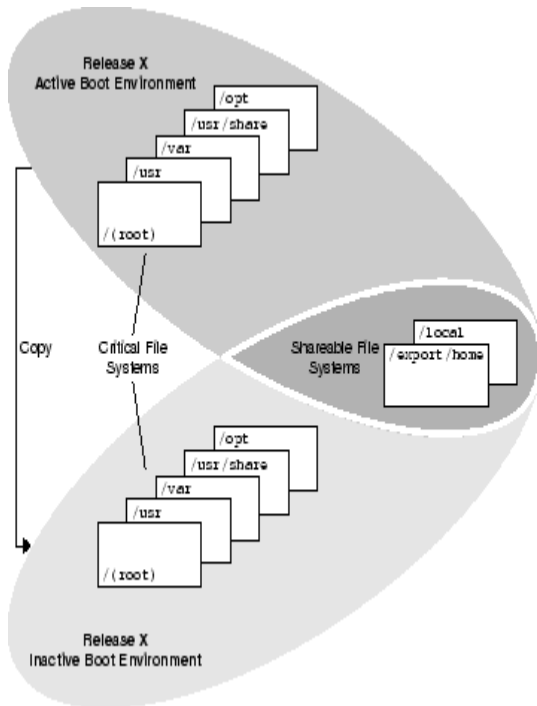 Release X
Active Boot Environment
/opt
/usr/share
/var
/usr
/(root)
Copy
Critical File
Systems
Shareable File
Systems
/local
/export/home
/opt
/usr/share
/var
/usr
/(root)
Release X
Inactive Boot Environment